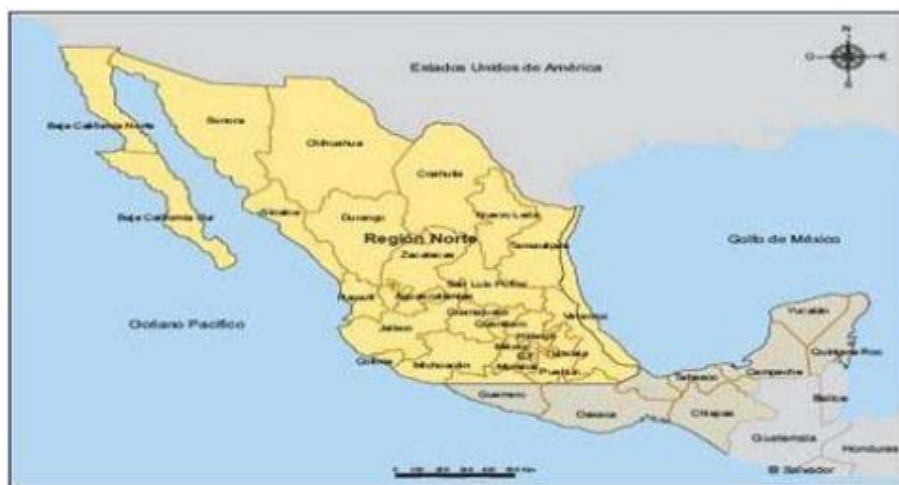 N
O E
S
Estados Unidos de América
Baja California Norte
Sonora
Chihuahua
Coahuila
Baja California Sur
Sinaloa
Durango
Nuevo León
Región Norte
Tamaulipas
Golfo de México
Zacatecas
San Luis Potosí
Nayarit
Aguascalientes
Océano Pacífico
Jalisco
Guanajuato
Veracruz
Yucatán
Hidalgo
México
Quintana Roo
Colima
Michoacán
D.F.
Puebla
Tabasco
Campeche
Guerrero
Oaxaca
Chiapas
Belice
Guatemala
Honduras
El Salvador